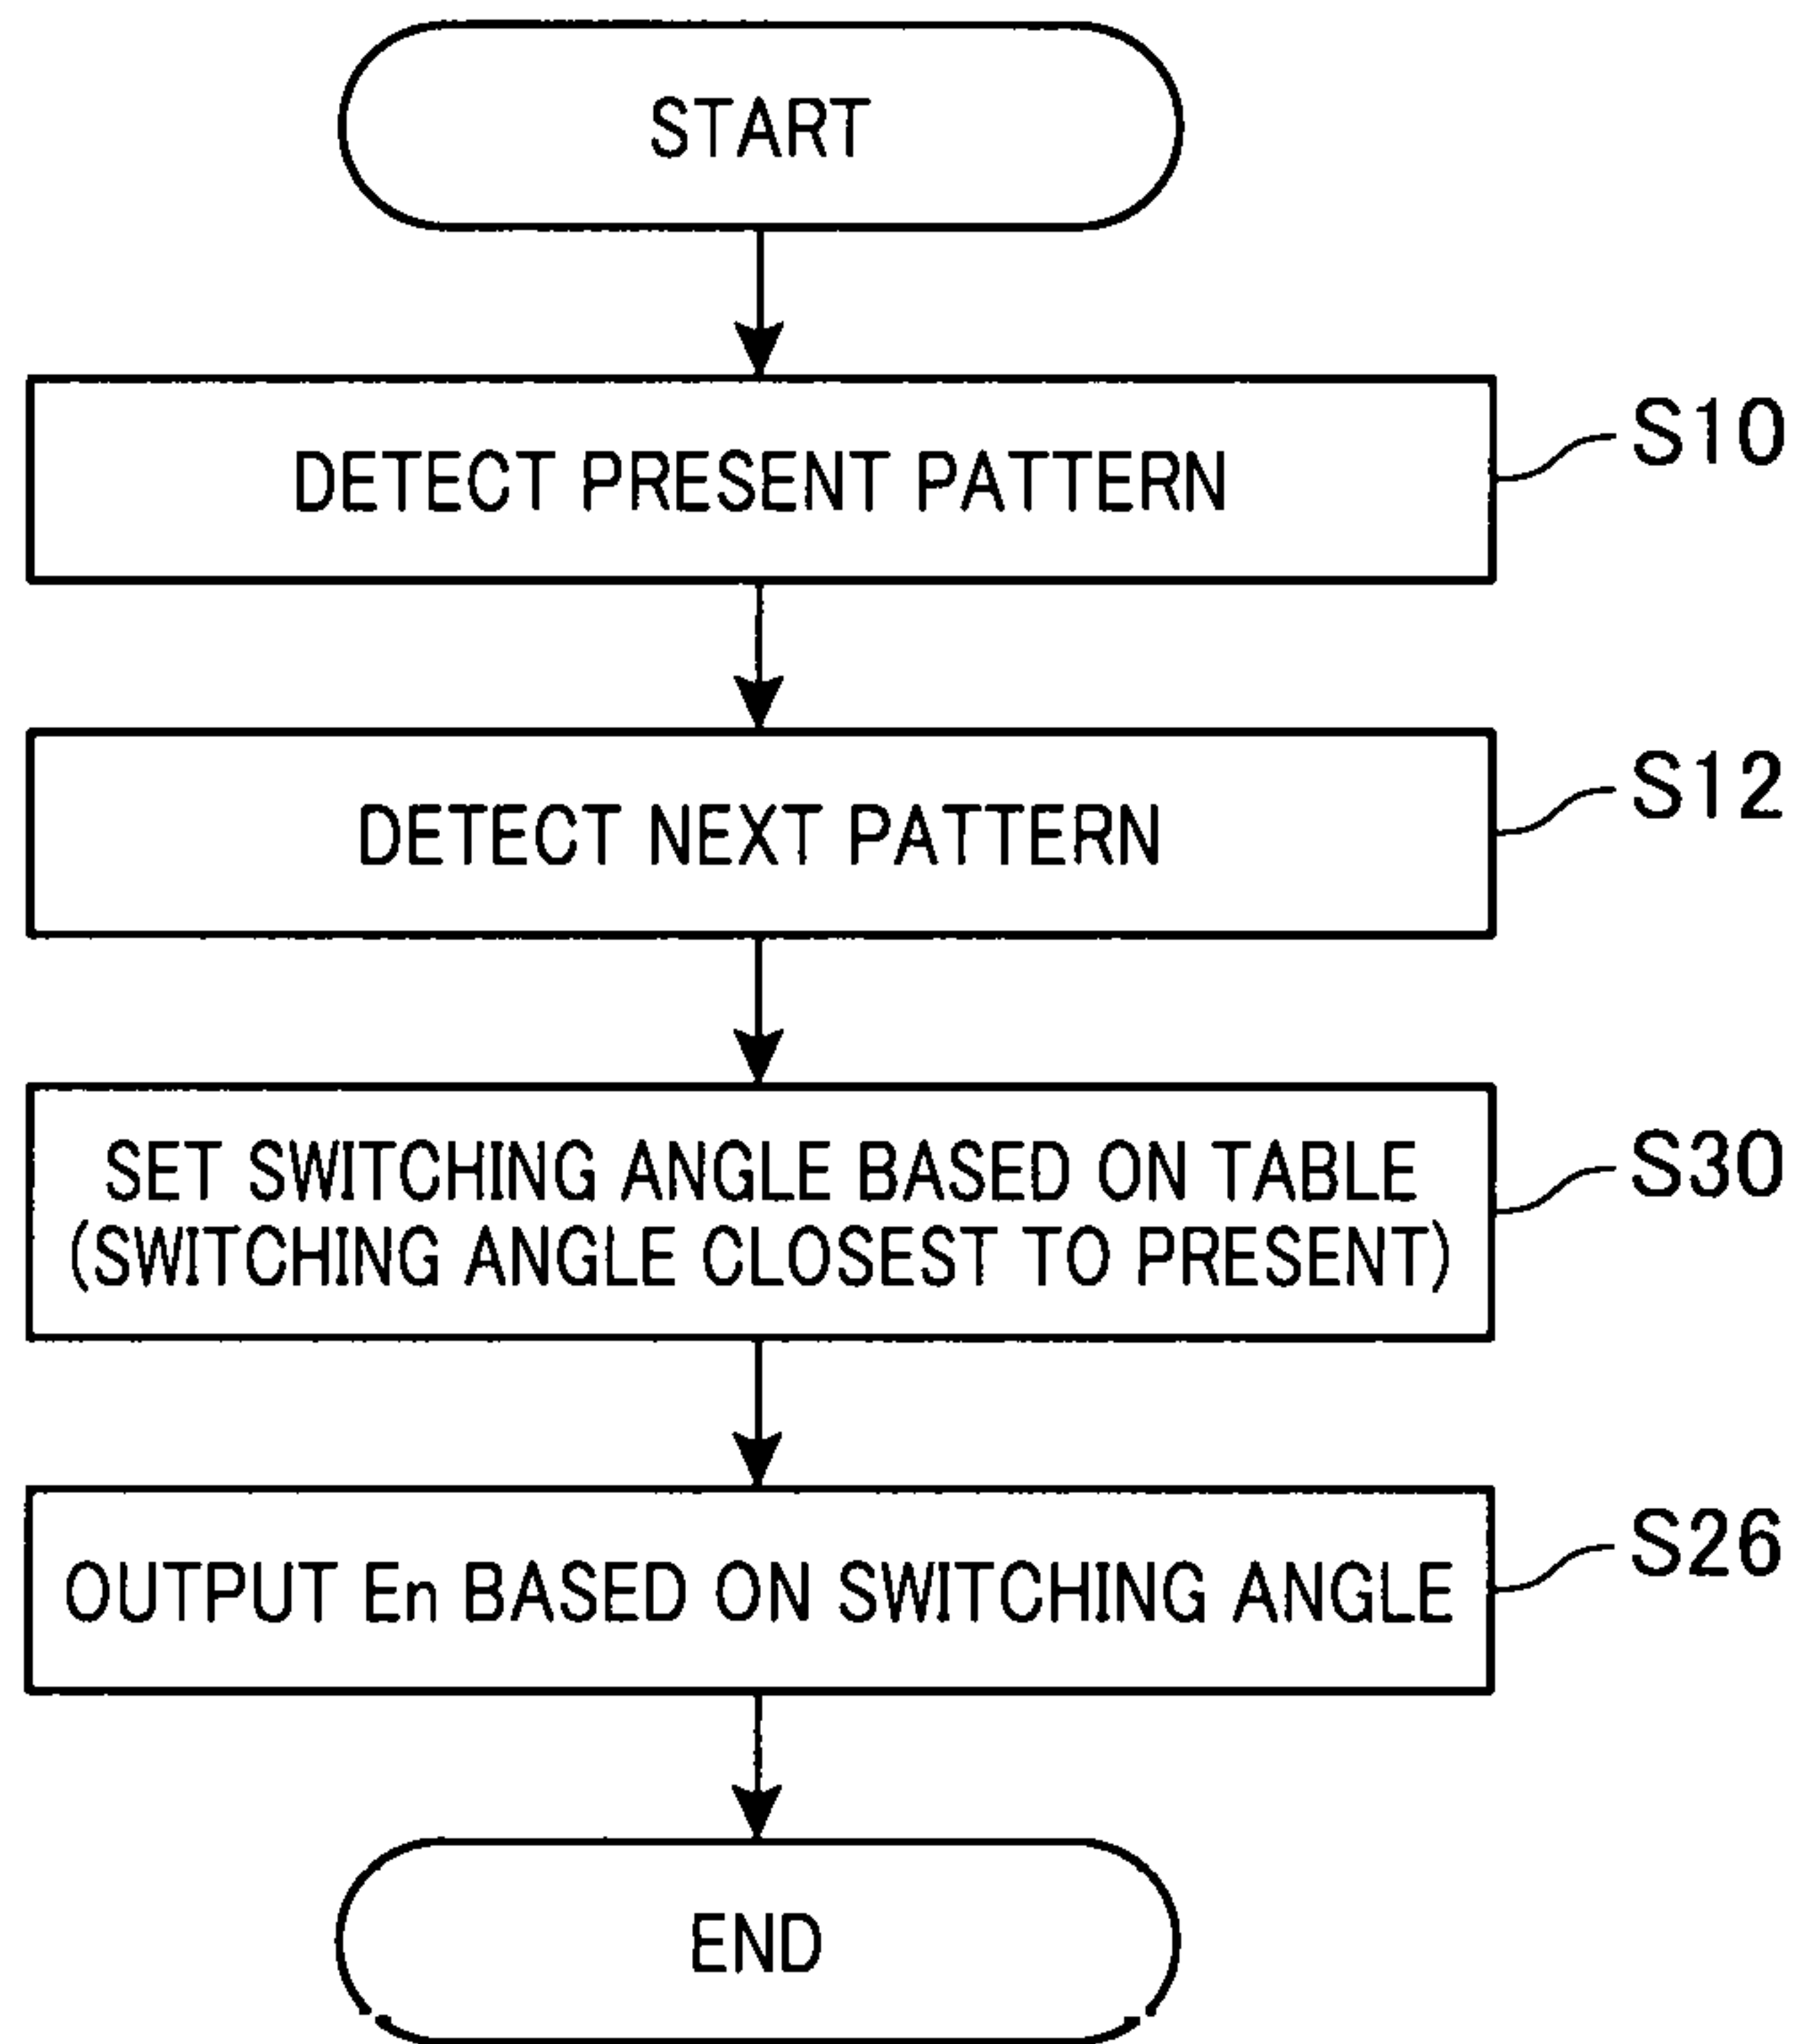 START
DETECT PRESENT PATTERN
S10
DETECT NEXT PATTERN
S12
SET SWITCHING ANGLE BASED ON TABLE
(SWITCHING ANGLE CLOSEST TO PRESENT)
S30
OUTPUT En BASED ON SWITCHING ANGLE
S26
END